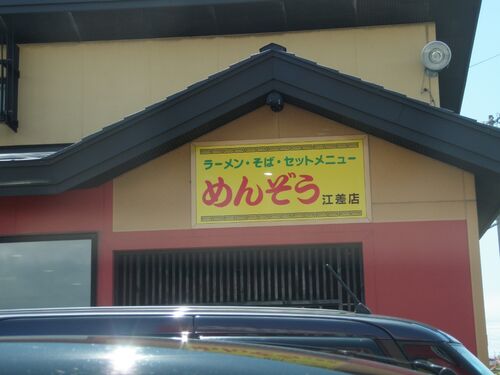 ラーメン・そば・セットメニュー
めんぞう 江差店